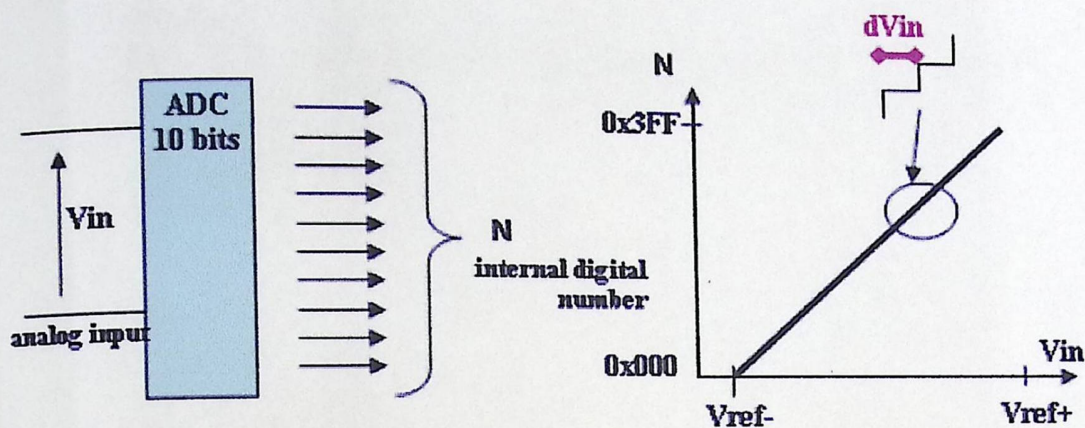 ADC
10 bits
Vin
analog input
N
internal digital
number
dVin
N
0x3FF
0x000
Vin
Vref-
Vref+